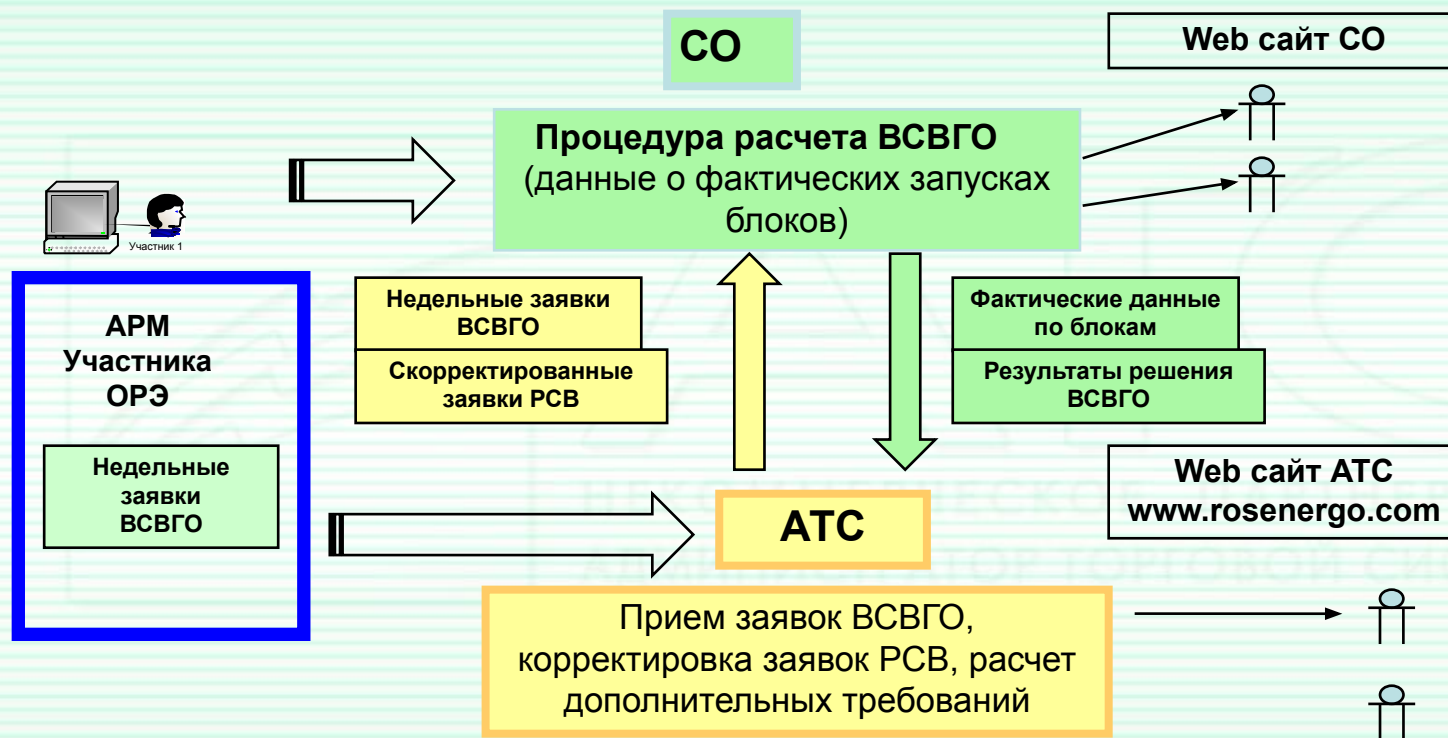 СО
Web сайт СО
Процедура расчета ВСВГО
(данные о фактических запусках
блоков)
Участник 1
АРМ
Участника
ОРЭ
Недельные
заявки
ВСВГО
Недельные заявки
ВСВГО
Скорректированные
заявки РСВ
Фактические данные
по блокам
Результаты решения
ВСВГО
Web сайт АТС
www.rosenergo.com
АТС
Прием заявок ВСВГО,
корректировка заявок РСВ, расчет
дополнительных требований